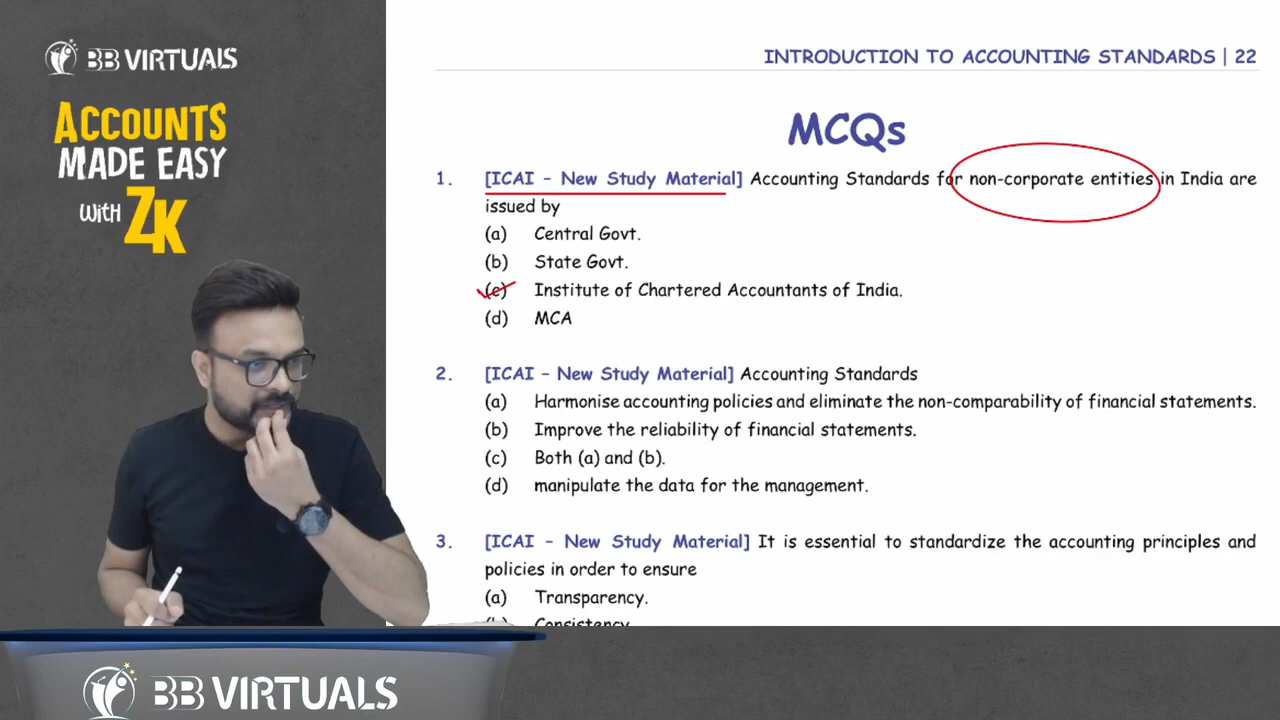 BB VIRTUALS
ACCOUNTS
MADE EASY
WITH ZK
INTRODUCTION TO ACCOUNTING STANDARDS | 22
MCQs
1. [ICAI – New Study Material] Accounting Standards for non-corporate entities in India are
issued by
(a) Central Govt.
(b) State Govt.
(c) Institute of Chartered Accountants of India.
(d) MCA
2. [ICAI – New Study Material] Accounting Standards
(a) Harmonise accounting policies and eliminate the non-comparability of financial statements.
(b) Improve the reliability of financial statements.
(c) Both (a) and (b).
(d) manipulate the data for the management.
3. [ICAI – New Study Material] It is essential to standardize the accounting principles and
policies in order to ensure
(a) Transparency.
(b) Consistency
BB VIRTUALS